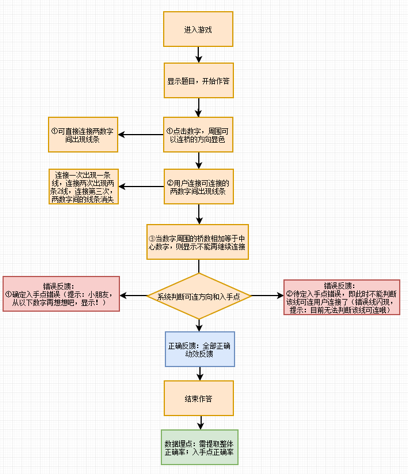 进入游戏
显示题目，开始作答
①可直接连接两数字
间出现线条
①点击数字，周围可
以连桥的方向显色
连接一次出现一条
线，连接两次出现两
条2线，连接第三次，
两数字间的线条消失
②用户连接可连接的
两数字间出现线条
③当数字周围的桥数相加等于
中心数字，则显示不能再继续连接
错误反馈：
①确定入手点错误（提示：小朋友，
从以下数字再想想吧，显示！）
系统判断可连方向和入手点
错误反馈：
②待定入手点错误，即此时不能判断
该线可连用户连接了（错误线闪现，
提示：目前无法判断该线可连哦）
正确反馈：全部正确
动效反馈
结束作答
数据埋点：需提取整体
正确率；入手点正确率